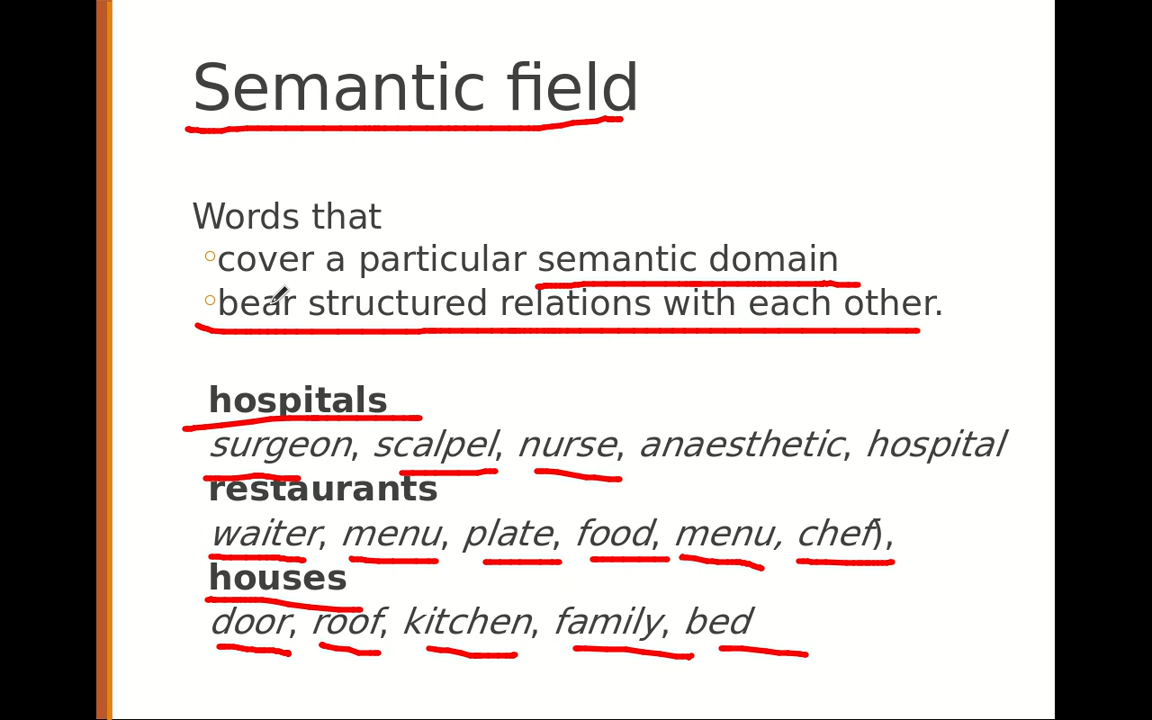 Semantic field
Words that
◦cover a particular semantic domain
◦bear structured relations with each other.
hospitals
surgeon, scalpel, nurse, anaesthetic, hospital
restaurants
waiter, menu, plate, food, menu, chef),
houses
door, roof, kitchen, family, bed